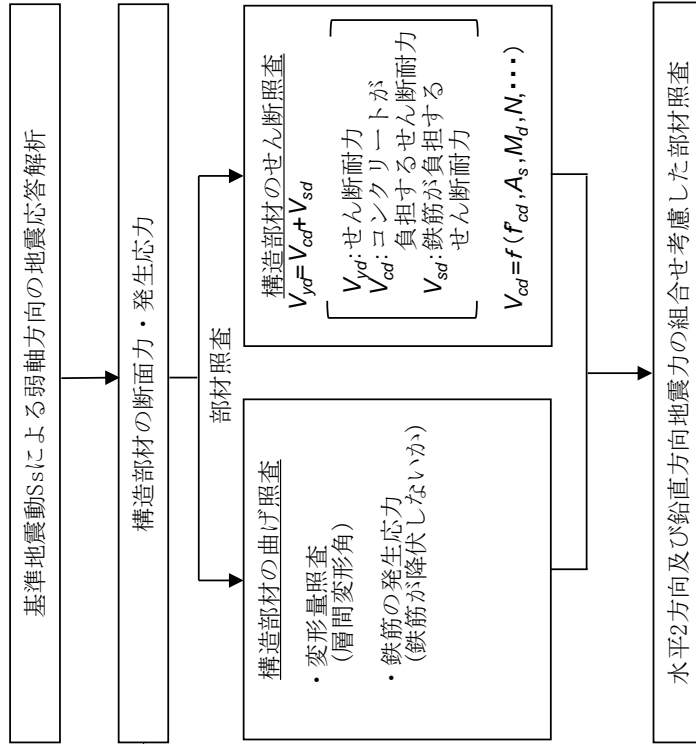 基準地震動Ssによる弱軸方向の地震応答解析
構造部材の断面力・発生応力
部材照査
構造部材の曲げ照査
・変形量照査
(層間変形角)
・鉄筋の発生応力
(鉄筋が降伏しないか)
構造部材のせん断照査
Vyd=Vcd+Vsd
Vyd:せん断耐力
Vcd:コンクリートが
負担するせん断耐力
Vsd:鉄筋が負担する
せん断耐力
Vcd=f(f'cd,As,Md,N,・・・)
水平2方向及び鉛直方向地震力の組合せ考慮した部材照査